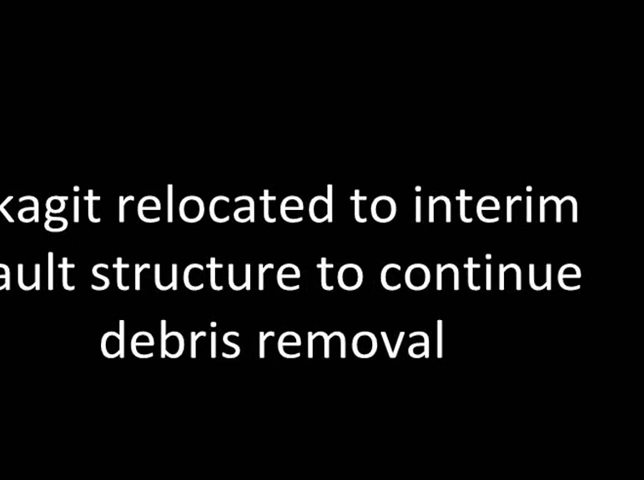 kagit relocated to interim
ault structure to continue
debris removal